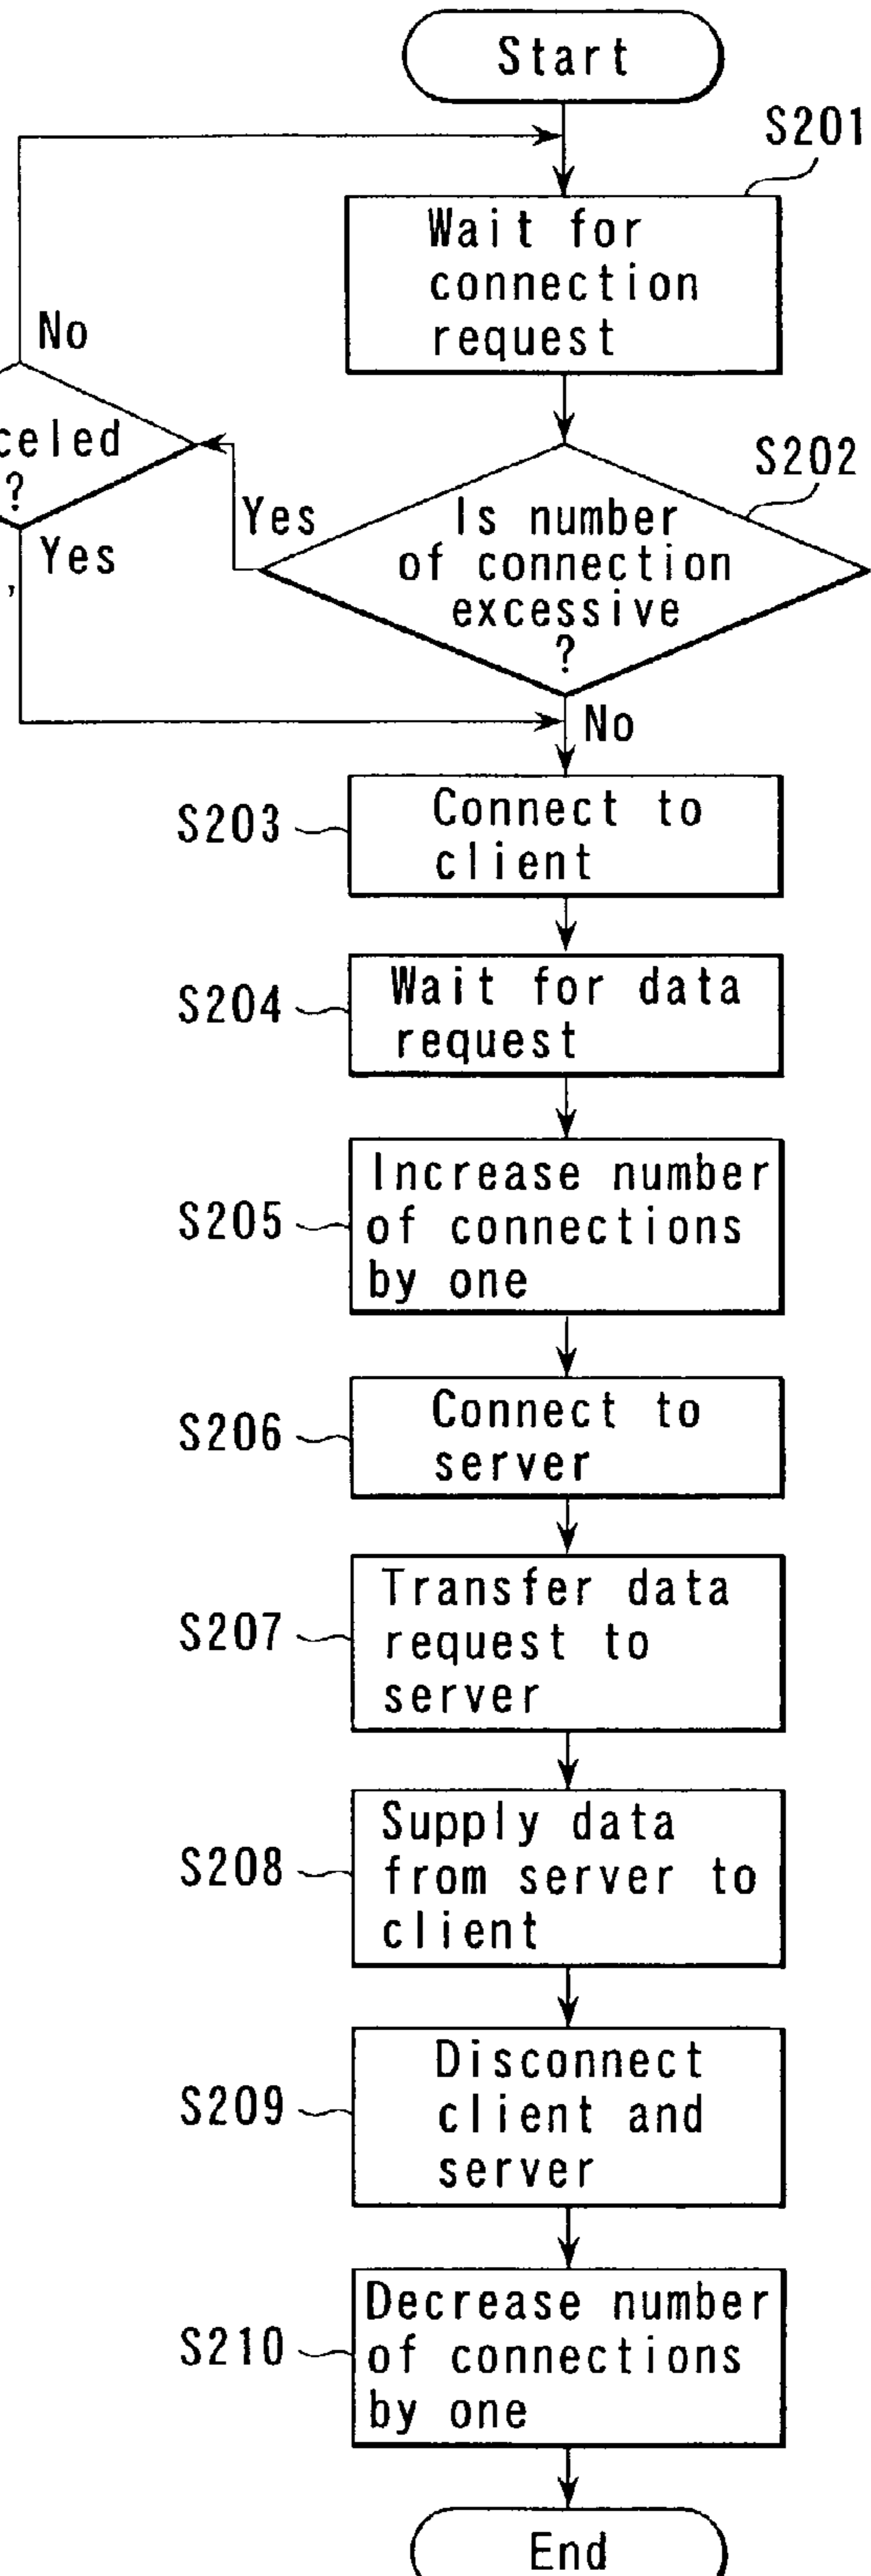 Start
S201
Wait for
connection
request
No
celed
?
Yes
,
S202
Yes
Is number
of connection
excessive
?
No
S203
Connect to
client
S204
Wait for data
request
S205
Increase number
of connections
by one
S206
Connect to
server
S207
Transfer data
request to
server
S208
Supply data
from server to
client
S209
Disconnect
client and
server
S210
Decrease number
of connections
by one
End